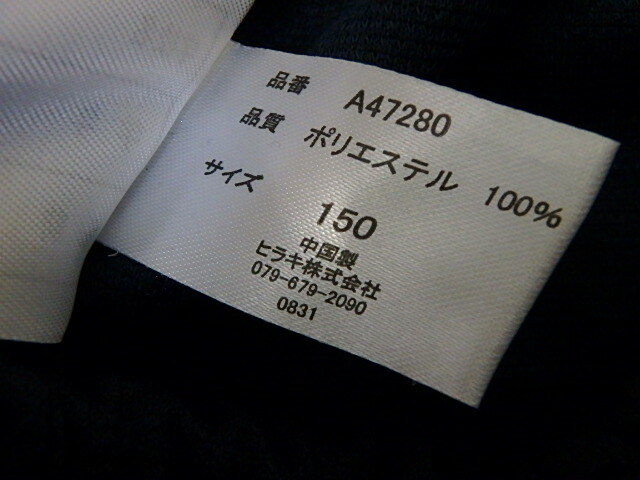 品番 A47280
品質 ポリエステル 100%
サイズ 150
中国製
ヒラキ株式会社
079-679-2090
0831